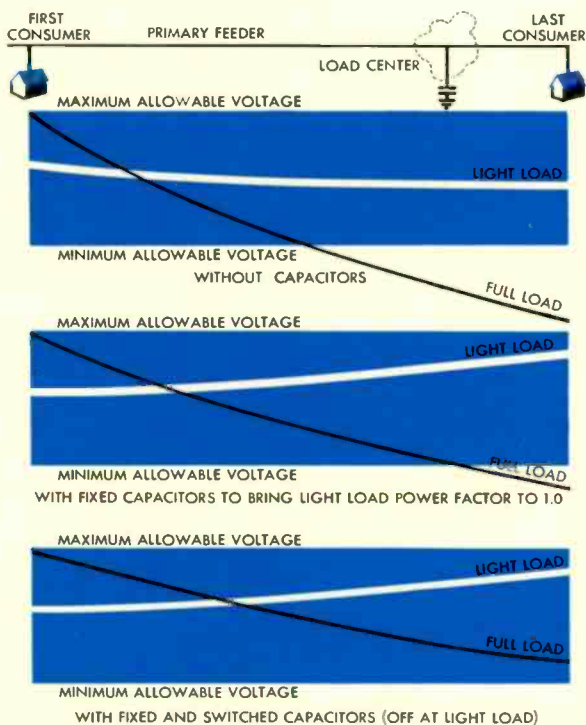 FIRST CONSUMER
PRIMARY FEEDER
LAST CONSUMER
LOAD CENTER
MAXIMUM ALLOWABLE VOLTAGE
LIGHT LOAD
MINIMUM ALLOWABLE VOLTAGE
WITHOUT CAPACITORS
FULL LOAD
MAXIMUM ALLOWABLE VOLTAGE
LIGHT LOAD
FULL LOAD
MINIMUM ALLOWABLE VOLTAGE
WITH FIXED CAPACITORS TO BRING LIGHT LOAD POWER FACTOR TO 1.0
MAXIMUM ALLOWABLE VOLTAGE
LIGHT LOAD
FULL LOAD
MINIMUM ALLOWABLE VOLTAGE
WITH FIXED AND SWITCHED CAPACITORS (OFF AT LIGHT LOAD)